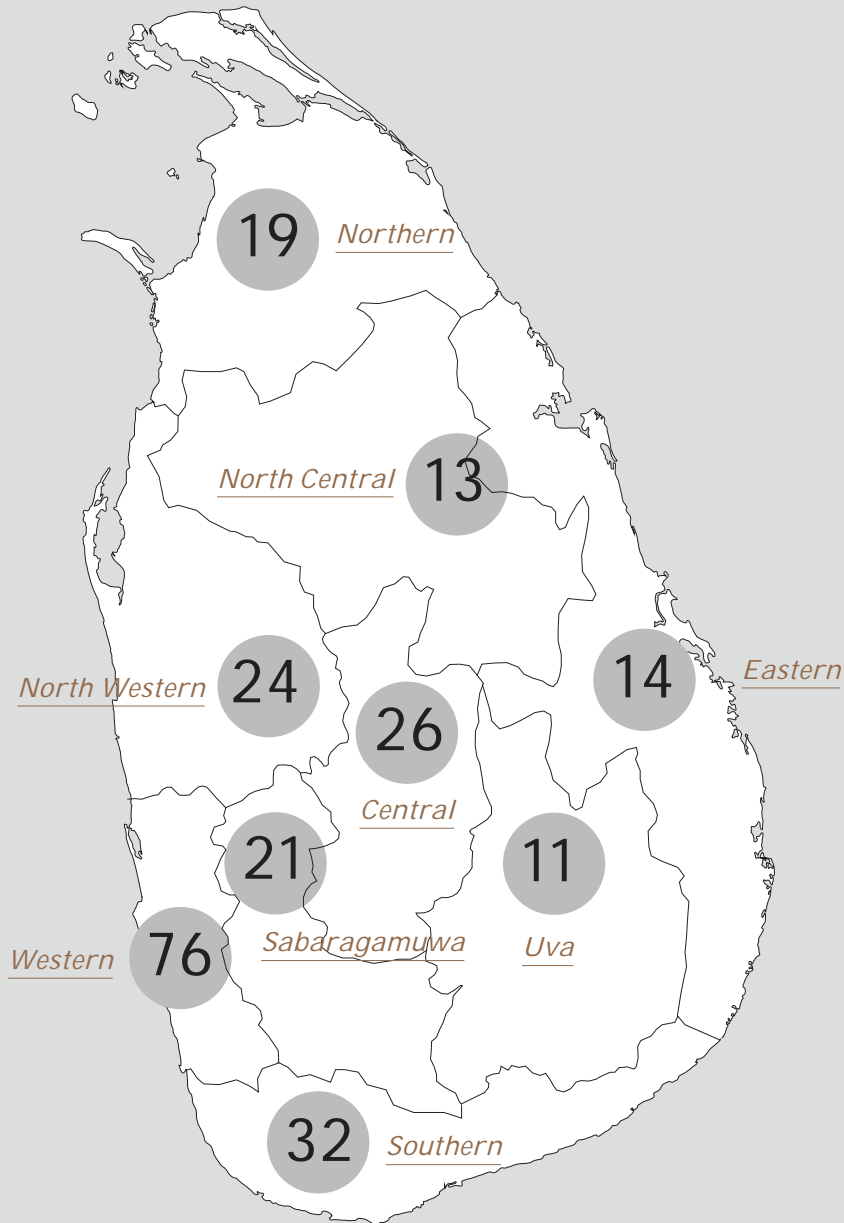 19
Northern
North Central
13
North Western
24
14
Eastern
26
Central
21
11
Sabaragamuwa
Uva
Western
76
32
Southern